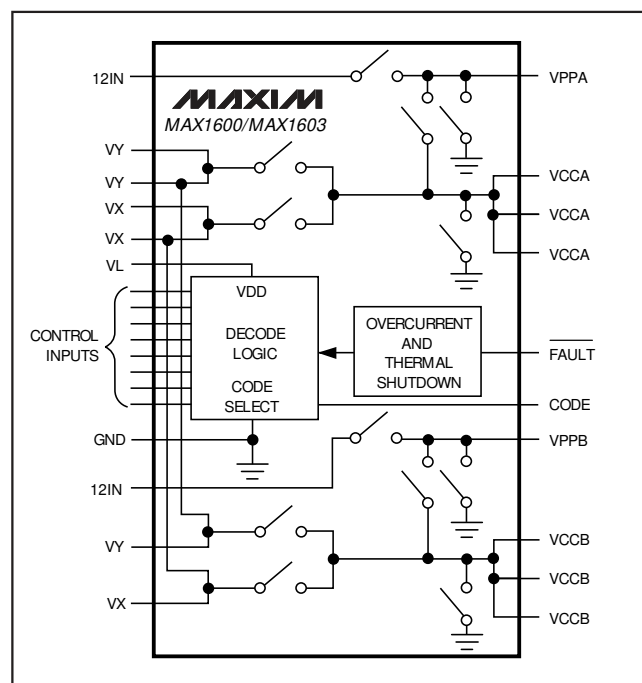 12IN
VPPA
MAXIM
MAX1600/MAX1603
VY
VY
VCCA
VX
VCCA
VX
VCCA
VL
VDD
CONTROL
INPUTS
DECODE
LOGIC
CODE
SELECT
OVERCURRENT
AND
THERMAL
SHUTDOWN
FAULT
CODE
GND
VPPB
12IN
VY
VCCB
VCCB
VX
VCCB